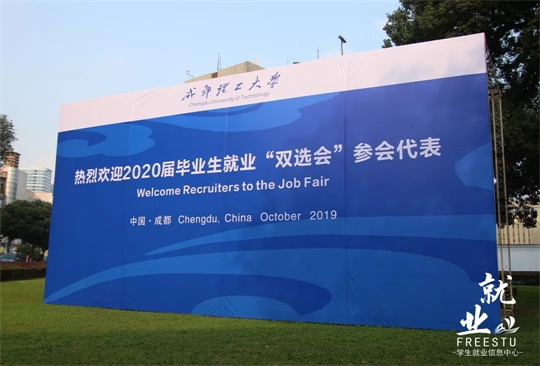 成都理工大学
Chengdu University of Technology
热烈欢迎2020届毕业生就业“双选会”参会代表
Welcome Recruiters to the Job Fair
中国·成都 Chengdu, China October 2019
就业
FREESTU
-学生就业信息中心-